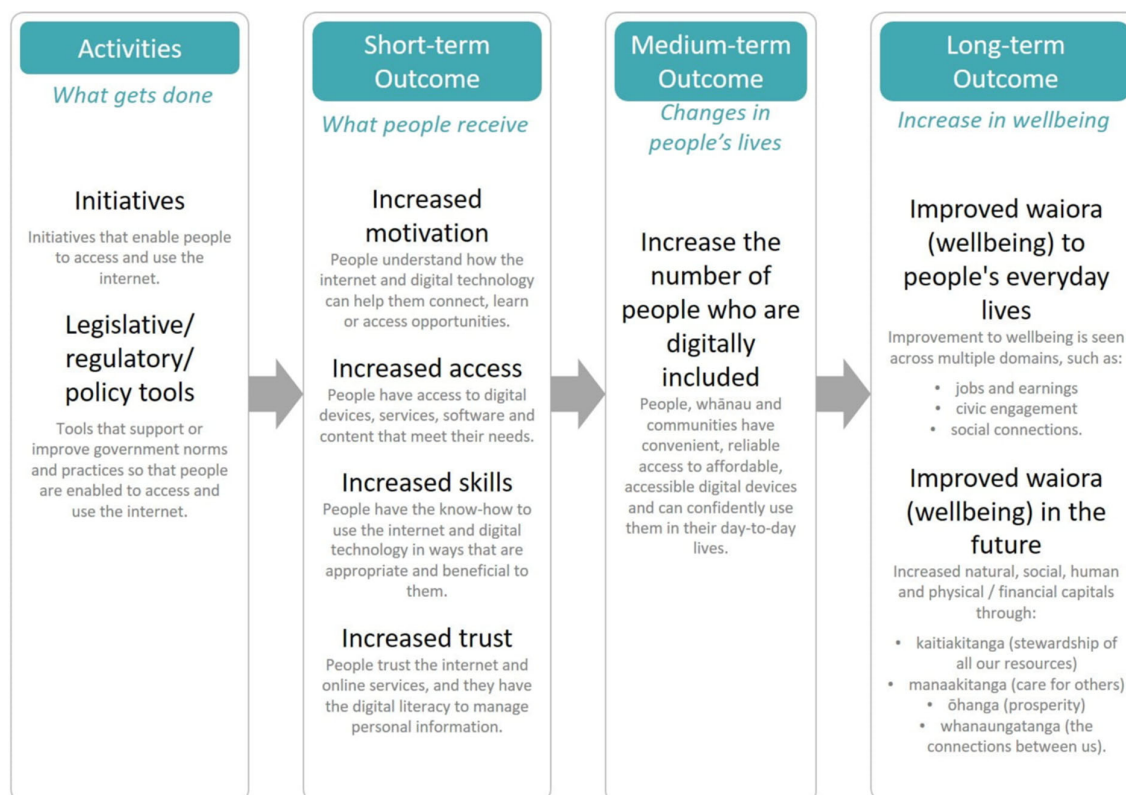 Activities
What gets done
Initiatives
Initiatives that enable people
to access and use the
internet.
Legislative/
regulatory/
policy tools
Tools that support or
improve government norms
and practices so that people
are enabled to access and
use the internet.
Short-term
Outcome
What people receive
Increased
motivation
People understand how the
internet and digital technology
can help them connect, learn
or access opportunities.
Increased access
People have access to digital
devices, services, software and
content that meet their needs.
Increased skills
People have the know-how to
use the internet and digital
technology in ways that are
appropriate and beneficial to
them.
Increased trust
People trust the internet and
online services, and they have
the digital literacy to manage
personal information.
Medium-term
Outcome
Changes in
people’s lives
Increase the
number of
people who are
digitally
included
People, whānau and
communities have
convenient, reliable
access to affordable,
accessible digital devices
and can confidently use
them in their day-to-day
lives.
Long-term
Outcome
Increase in wellbeing
Improved waiora
(wellbeing) to
people's everyday
lives
Improvement to wellbeing is seen
across multiple domains, such as:
• jobs and earnings
• civic engagement
• social connections.
Improved waiora
(wellbeing) in the
future
Increased natural, social, human
and physical / financial capitals
through:
• kaitiakitanga (stewardship of
all our resources)
• manaakitanga (care for others)
• ōhanga (prosperity)
• whanaungatanga (the
connections between us).